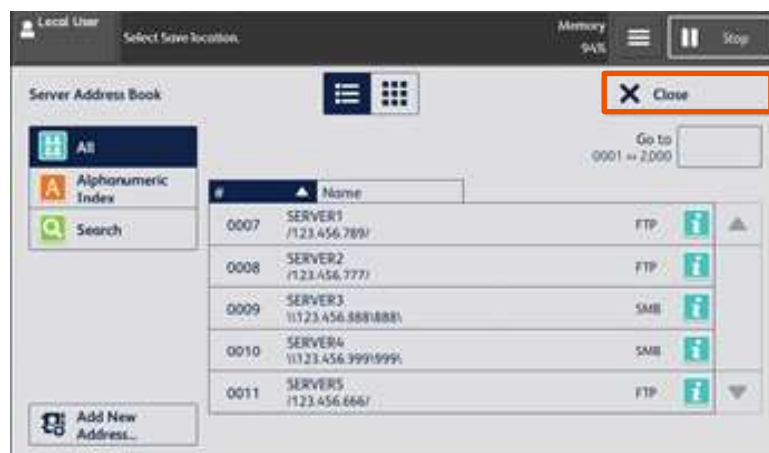 Local User
Select Save location.
Memory
94%
Stop
Server Address Book
Close
All
Go to
0001 ↔ 2,000
Alphanumeric
Index
# Name
Search
0007 SERVER1 FTP
/123.456.789/
0008 SERVER2 FTP
/123.456.777/
0009 SERVER3 SMB
\\123.456.888\888\
0010 SERVER4 SMB
\\123.456.999\999\
0011 SERVER5 FTP
/123.456.666/
Add New
Address...